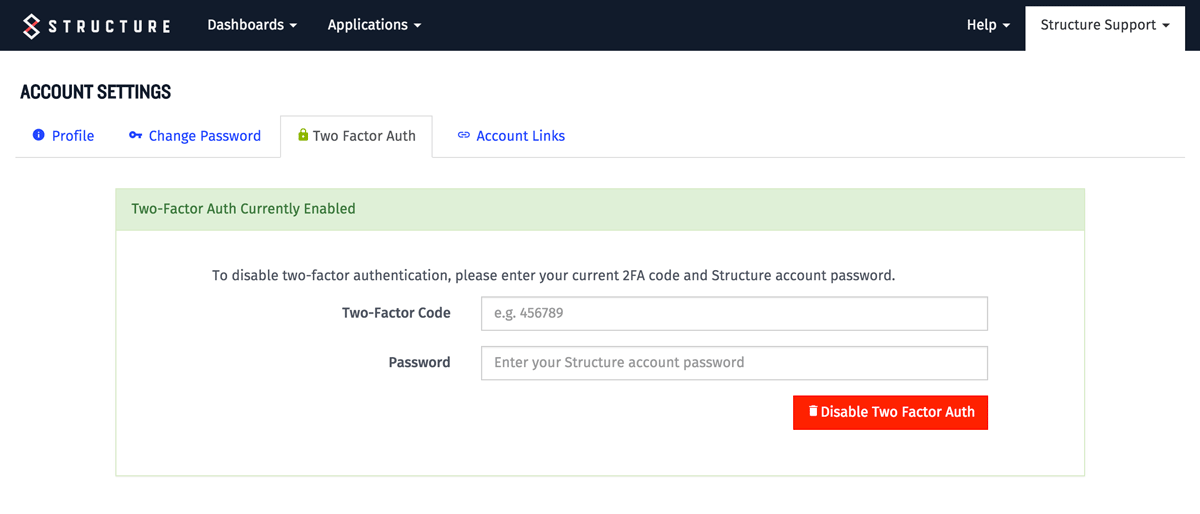 STRUCTURE Dashboards Applications Help Structure Support
ACCOUNT SETTINGS
Profile Change Password Two Factor Auth Account Links
Two-Factor Auth Currently Enabled
To disable two-factor authentication, please enter your current 2FA code and Structure account password.
Two-Factor Code e.g. 456789
Password Enter your Structure account password
Disable Two Factor Auth